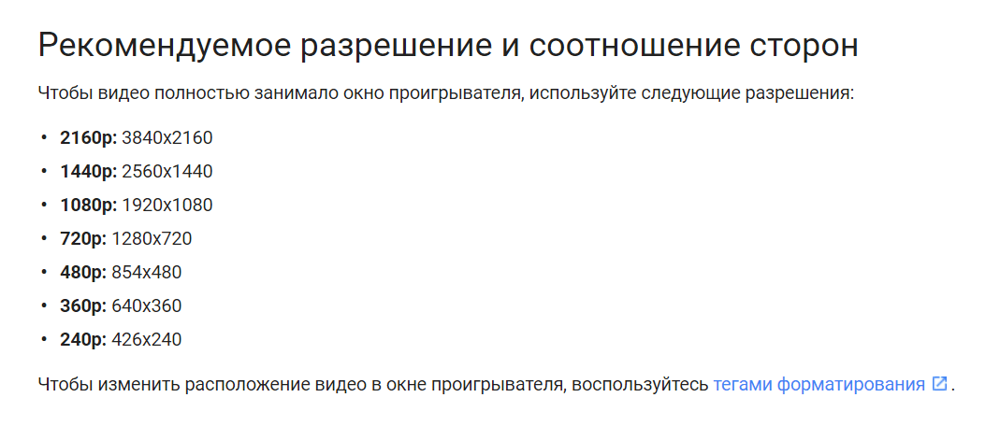 Рекомендуемое разрешение и соотношение сторон
Чтобы видео полностью занимало окно проигрывателя, используйте следующие разрешения:
• 2160p: 3840x2160
• 1440p: 2560x1440
• 1080p: 1920x1080
• 720p: 1280x720
• 480p: 854x480
• 360p: 640x360
• 240p: 426x240
Чтобы изменить расположение видео в окне проигрывателя, воспользуйтесь тегами форматирования .